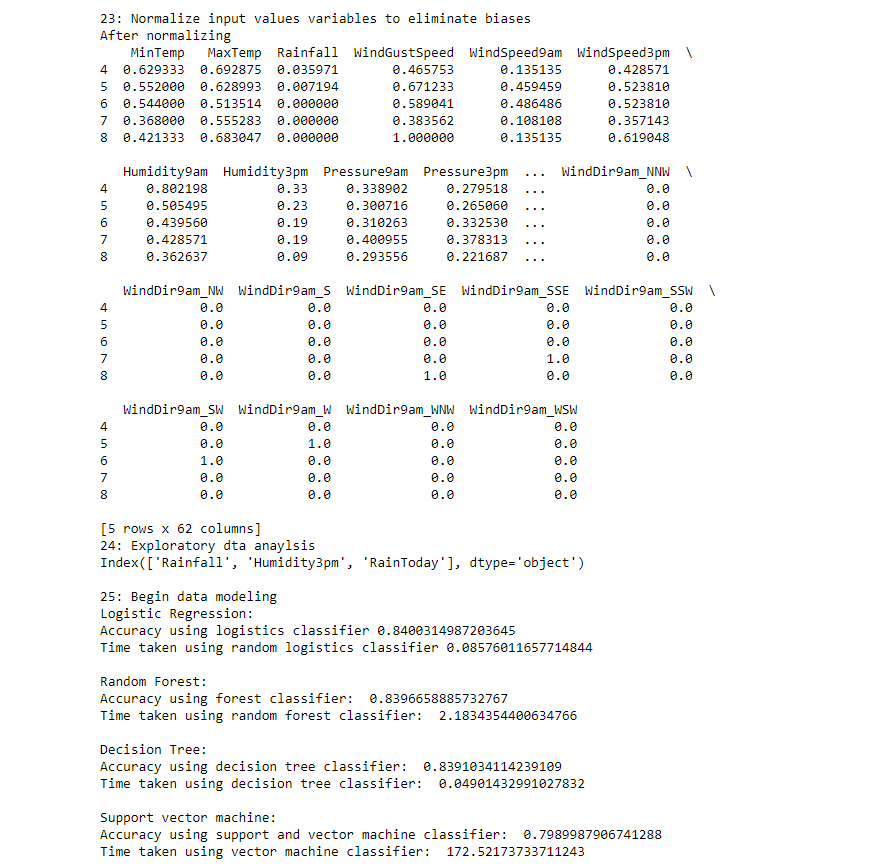 23: Normalize input values variables to eliminate biases
After normalizing
MinTemp MaxTemp Rainfall WindGustSpeed WindSpeed9am WindSpeed3pm \
4 0.629333 0.692875 0.035971 0.465753 0.135135 0.428571
5 0.552000 0.628993 0.007194 0.671233 0.459459 0.523810
6 0.544000 0.513514 0.000000 0.589041 0.486486 0.523810
7 0.368000 0.555283 0.000000 0.383562 0.108108 0.357143
8 0.421333 0.683047 0.000000 1.000000 0.135135 0.619048
Humidity9am Humidity3pm Pressure9am Pressure3pm ... WindDir9am_NNW \
4 0.802198 0.33 0.338902 0.279518 ... 0.0
5 0.505495 0.23 0.300716 0.265060 ... 0.0
6 0.439560 0.19 0.310263 0.332530 ... 0.0
7 0.428571 0.19 0.400955 0.378313 ... 0.0
8 0.362637 0.09 0.293556 0.221687 ... 0.0
WindDir9am_NW WindDir9am_S WindDir9am_SE WindDir9am_SSE WindDir9am_SSW \
4 0.0 0.0 0.0 0.0 0.0
5 0.0 0.0 0.0 0.0 0.0
6 0.0 0.0 0.0 0.0 0.0
7 0.0 0.0 0.0 1.0 0.0
8 0.0 0.0 1.0 0.0 0.0
WindDir9am_SW WindDir9am_W WindDir9am_WNW WindDir9am_WSW
4 0.0 0.0 0.0 0.0
5 0.0 1.0 0.0 0.0
6 1.0 0.0 0.0 0.0
7 0.0 0.0 0.0 0.0
8 0.0 0.0 0.0 0.0
[5 rows x 62 columns]
24: Exploratory dta anaylsis
Index(['Rainfall', 'Humidity3pm', 'RainToday'], dtype='object')
25: Begin data modeling
Logistic Regression:
Accuracy using logistics classifier 0.8400314987203645
Time taken using random logistics classifier 0.08576011657714844
Random Forest:
Accuracy using forest classifier: 0.8396658885732767
Time taken using random forest classifier: 2.1834354400634766
Decision Tree:
Accuracy using decision tree classifier: 0.8391034114239109
Time taken using decision tree classifier: 0.04901432991027832
Support vector machine:
Accuracy using support and vector machine classifier: 0.7989987906741288
Time taken using vector machine classifier: 172.52173733711243